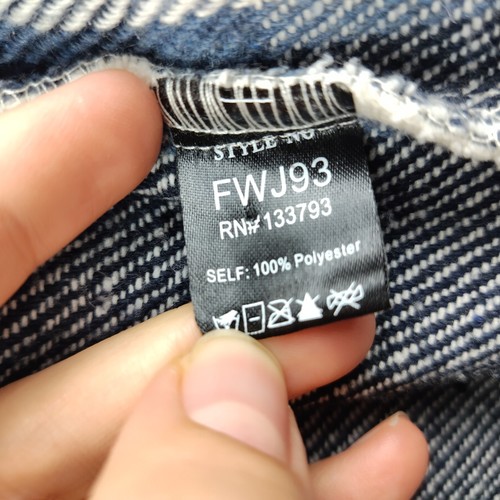 STYLE NO
FWJ93
RN#133793
SELF: 100% Polyester